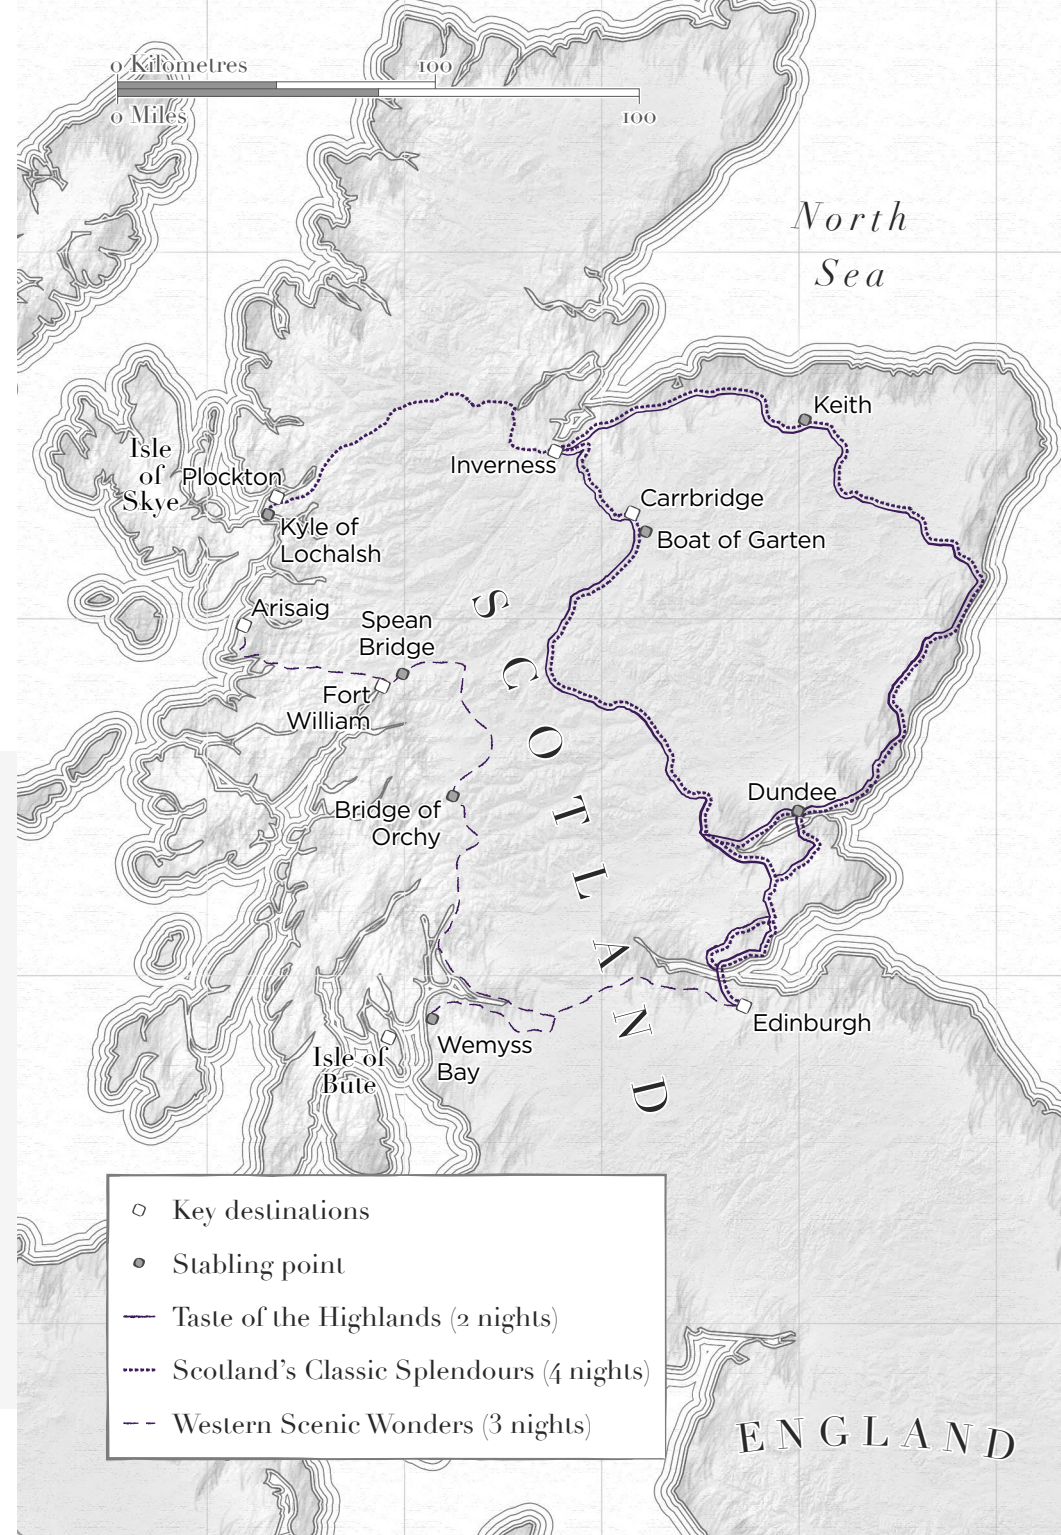 0 Kilometres 100
0 Miles 100
North
Sea
Keith
Isle
of
Skye
Plockton
Inverness
Carrbridge
Kyle of
Lochalsh
Boat of Garten
Arisaig
Spean
Bridge
Fort
William
SCOTLAND
Bridge of
Orchy
Dundee
Edinburgh
Wemyss
Bay
Isle of
Bute
Key destinations
Stabling point
Taste of the Highlands (2 nights)
Scotland's Classic Splendours (4 nights)
Western Scenic Wonders (3 nights)
ENGLAND